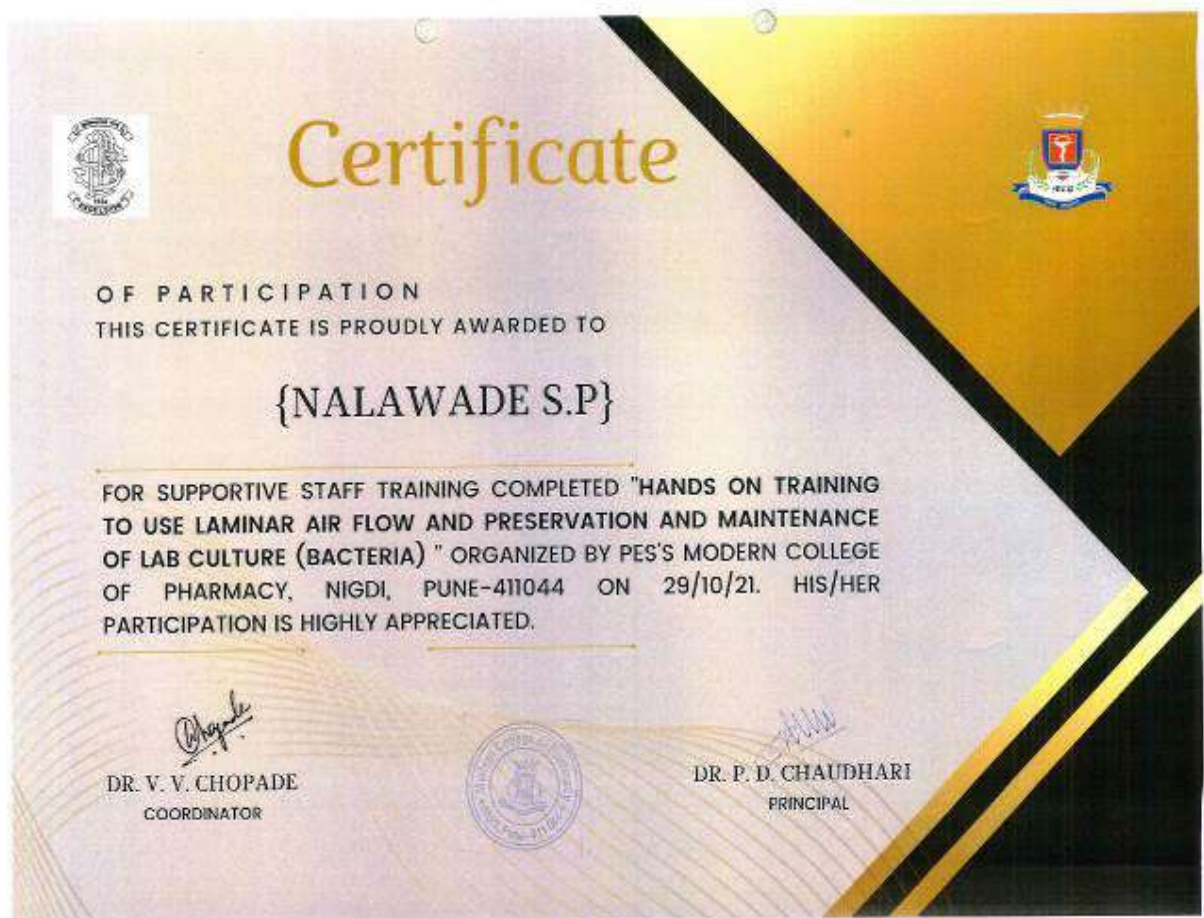 Certificate
OF PARTICIPATION
THIS CERTIFICATE IS PROUDLY AWARDED TO
{NALAWADE S.P}
FOR SUPPORTIVE STAFF TRAINING COMPLETED "HANDS ON TRAINING
TO USE LAMINAR AIR FLOW AND PRESERVATION AND MAINTENANCE
OF LAB CULTURE (BACTERIA) " ORGANIZED BY PES'S MODERN COLLEGE
OF PHARMACY, NIGDI, PUNE-411044 ON 29/10/21. HIS/HER
PARTICIPATION IS HIGHLY APPRECIATED.
Chopade
DR. V. V. CHOPADE
COORDINATOR
DR. P. D. CHAUDHARI
PRINCIPAL